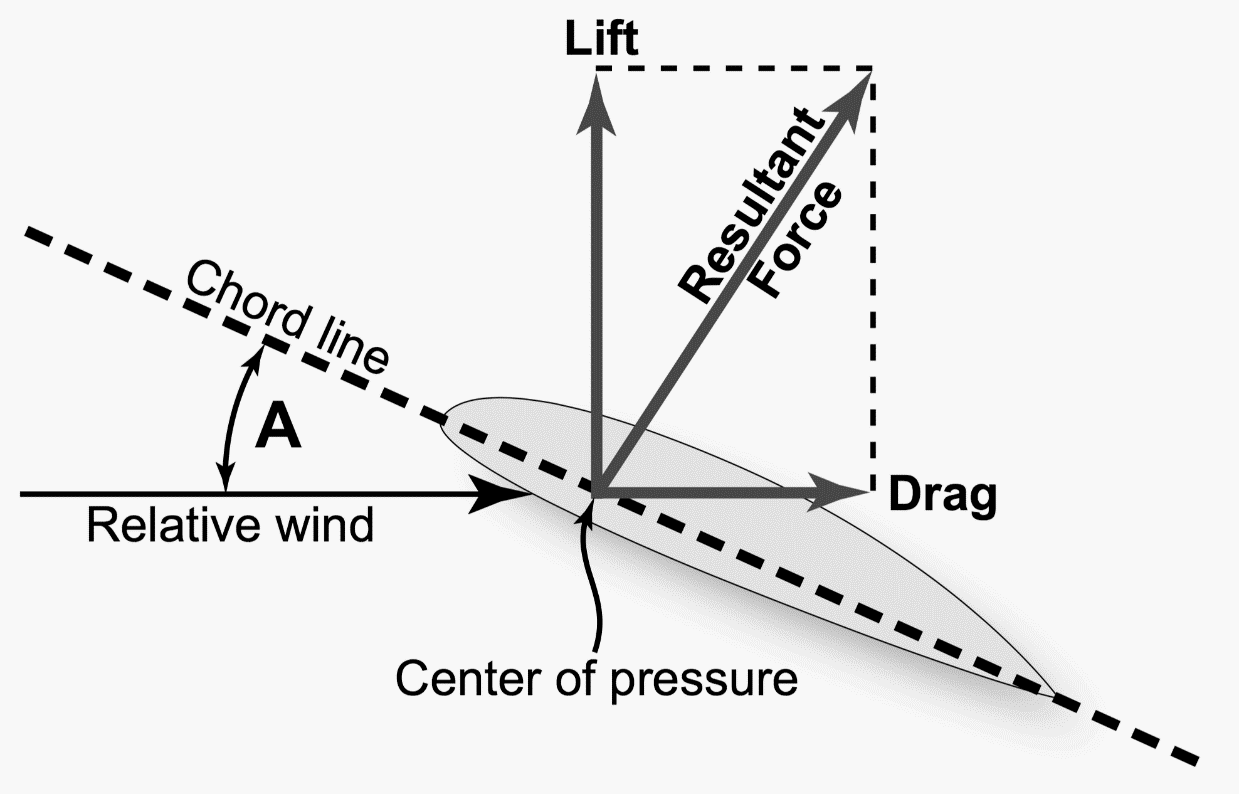 Lift
Resultant
Force
Chord line
A
Relative wind
Drag
Center of pressure